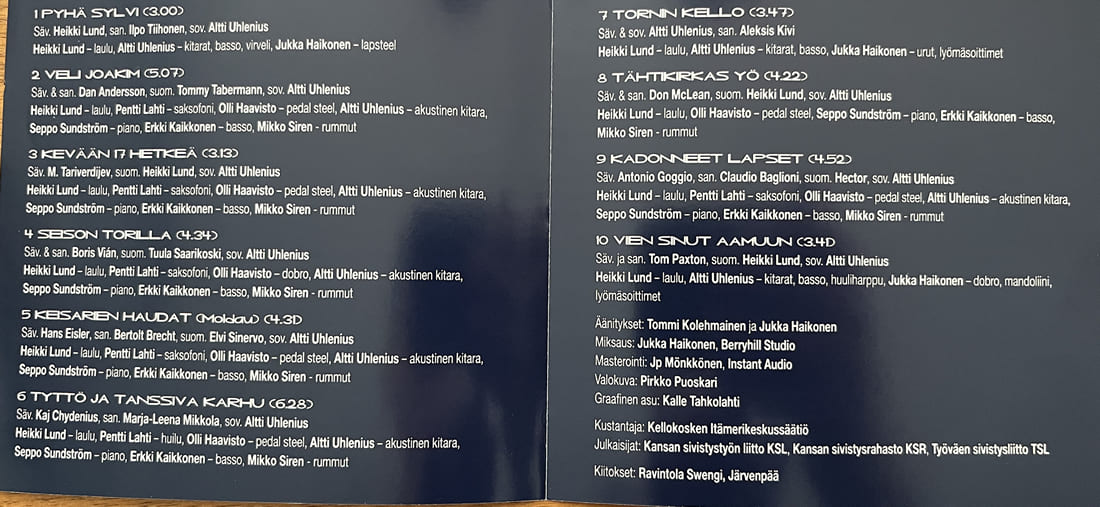 1 PYHÄ SYLVI (3.00)
Säv. Heikki Lund, san. Ilpo Tiihonen, sov. Altti Uhlenius
Heikki Lund – laulu, Altti Uhlenius – kitarat, basso, virveli, Jukka Haikonen – lapsteel
2 VELI JOAKIM (5.07)
Säv. & san. Dan Andersson, suom. Tommy Tabermann, sov. Altti Uhlenius
Heikki Lund – laulu, Pentti Lahti – saksofoni, Olli Haavisto – pedal steel, Altti Uhlenius – akustinen kitara,
Seppo Sundström – piano, Erkki Kaikkonen – basso, Mikko Siren - rummut
3 KEVÄÄN 17 HETKEÄ (3.13)
Säv. M. Tariverdijev, suom. Heikki Lund, sov. Altti Uhlenius
Heikki Lund – laulu, Pentti Lahti – saksofoni, Olli Haavisto – pedal steel, Altti Uhlenius – akustinen kitara,
Seppo Sundström – piano, Erkki Kaikkonen – basso, Mikko Siren - rummut
4 SEISON TORILLA (4.34)
Säv. & san. Boris Vián, suom. Tuula Saarikoski, sov. Altti Uhlenius
Heikki Lund – laulu, Pentti Lahti – saksofoni, Olli Haavisto – dobro, Altti Uhlenius – akustinen kitara,
Seppo Sundström – piano, Erkki Kaikkonen – basso, Mikko Siren - rummut
5 KEISARIEN HAUDAT (Moldau) (4.31)
Säv. Hans Eisler, san. Bertolt Brecht, suom. Elvi Sinervo, sov. Altti Uhlenius
Heikki Lund – laulu, Pentti Lahti – saksofoni, Olli Haavisto – pedal steel, Altti Uhlenius – akustinen kitara,
Seppo Sundström – piano, Erkki Kaikkonen – basso, Mikko Siren - rummut
6 TYTTÖ JA TANSSIVA KARHU (6.28)
Säv. Kaj Chydenius, san. Marja-Leena Mikkola, sov. Altti Uhlenius
Heikki Lund – laulu, Pentti Lahti – huilu, Olli Haavisto – pedal steel, Altti Uhlenius – akustinen kitara,
Seppo Sundström – piano, Erkki Kaikkonen – basso, Mikko Siren - rummut
7 TORNIN KELLO (3.47)
Säv. & sov. Altti Uhlenius, san. Aleksis Kivi
Heikki Lund – laulu, Altti Uhlenius – kitarat, basso, Jukka Haikonen – urut, lyömäsoittimet
8 TÄHTIKIRKAS YÖ (4.22)
Säv. & san. Don McLean, suom. Heikki Lund, sov. Altti Uhlenius
Heikki Lund – laulu, Olli Haavisto – pedal steel, Seppo Sundström – piano, Erkki Kaikkonen – basso,
Mikko Siren - rummut
9 KADONNEET LAPSET (4.52)
Säv. Antonio Goggio, san. Claudio Baglioni, suom. Hector, sov. Altti Uhlenius
Heikki Lund – laulu, Pentti Lahti – saksofoni, Olli Haavisto – pedal steel, Altti Uhlenius – akustinen kitara,
Seppo Sundström – piano, Erkki Kaikkonen – basso, Mikko Siren - rummut
10 VIEN SINUT AAMUUN (3.41)
Säv. ja san. Tom Paxton, suom. Heikki Lund, sov. Altti Uhlenius
Heikki Lund – laulu, Altti Uhlenius – kitarat, basso, huuliharppu, Jukka Haikonen – dobro, mandoliini,
lyömäsoittimet
Äänitykset: Tommi Kolehmainen ja Jukka Haikonen
Miksaus: Jukka Haikonen, Berryhill Studio
Masterointi: Jp Mönkkönen, Instant Audio
Valokuva: Pirkko Puoskari
Graafinen asu: Kalle Tahkolahti
Kustantaja: Kellokosken Itämerikeskussäätiö
Julkaisijat: Kansan sivistystyön liitto KSL, Kansan sivistysrahasto KSR, Työväen sivistysliitto TSL
Kiitokset: Ravintola Swengi, Järvenpää